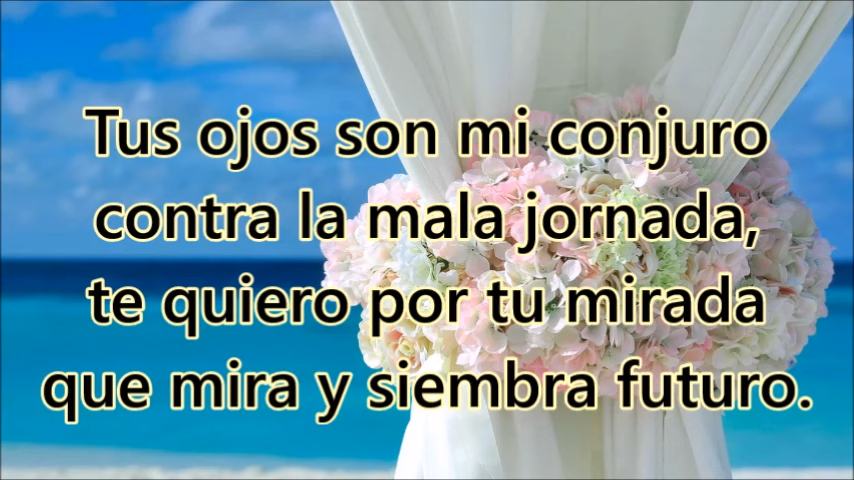 Tus ojos son mi conjuro
contra la mala jornada,
te quiero por tu mirada
que mira y siembra futuro.